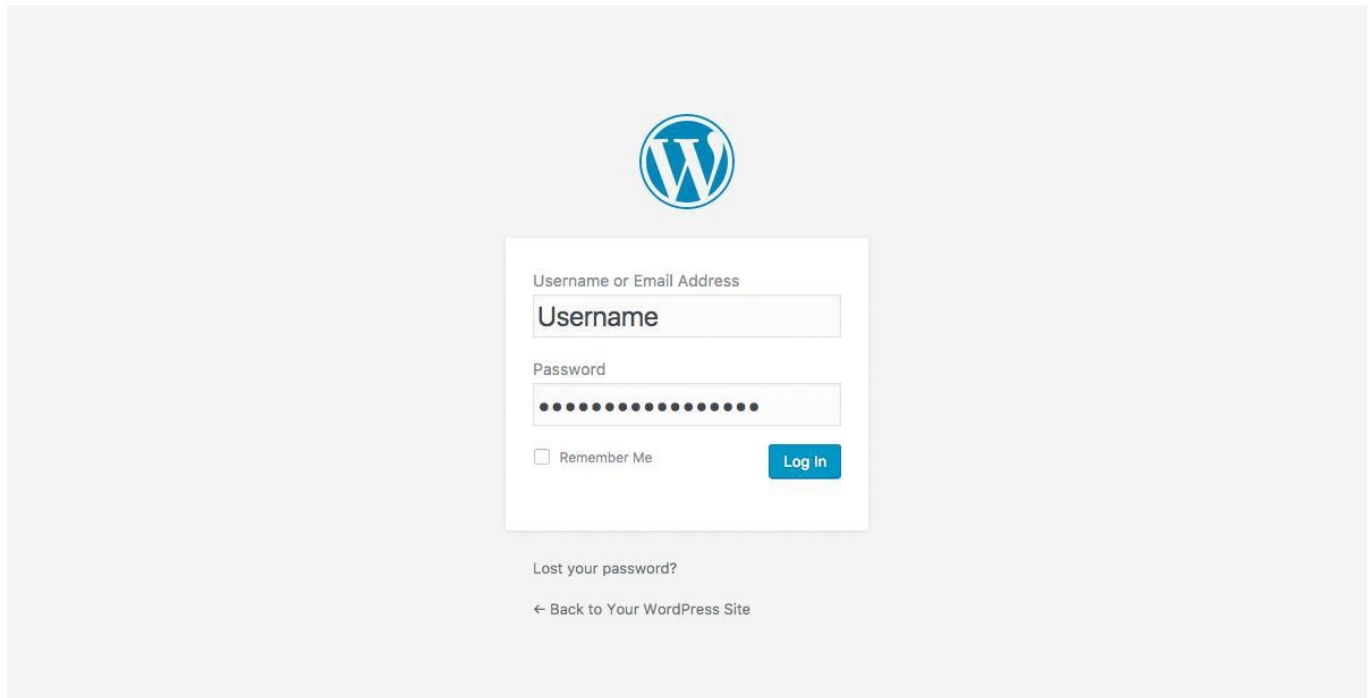 Username or Email Address
Username
Password
•••••••••••••••••
Remember Me
Log In
Lost your password?
← Back to Your WordPress Site